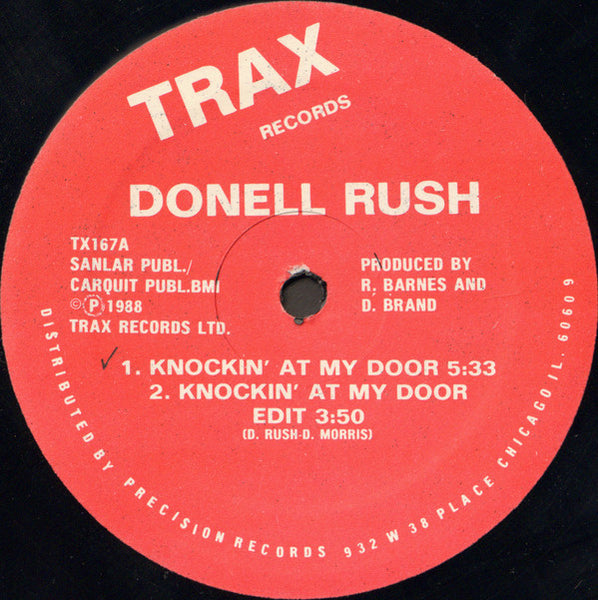 TRAX
RECORDS
DONELL RUSH
TX167A
SANLAR PUBL./
CARQUIT PUBL.BMI
©Ⓟ1988
TRAX RECORDS LTD.
PRODUCED BY
R. BARNES AND
D. BRAND
1. KNOCKIN' AT MY DOOR 5:33
2. KNOCKIN' AT MY DOOR
EDIT 3:50
(D. RUSH-D. MORRIS)
DISTRIBUTED BY PRECISION RECORDS 932 W 38 PLACE CHICAGO IL. 60609